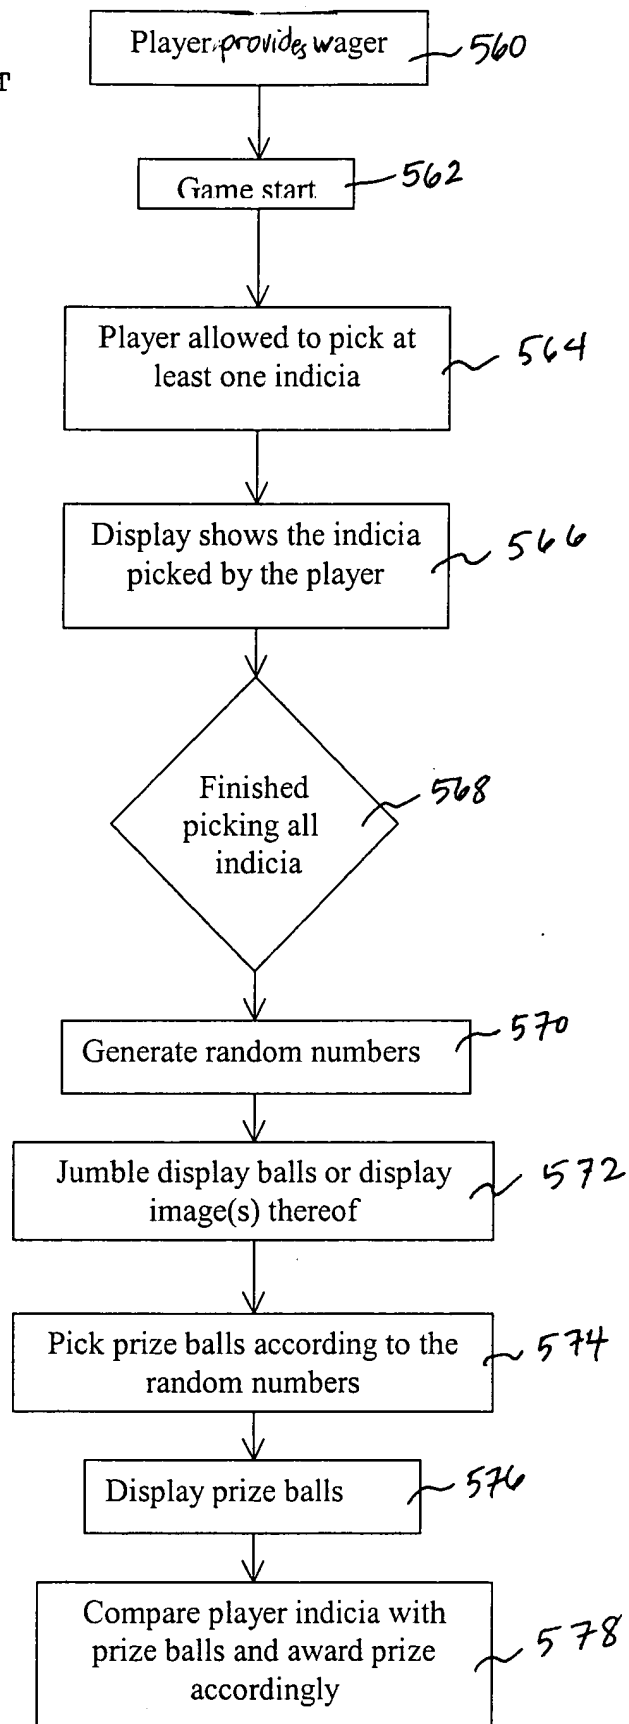 Player provides wager
560
T
Game start
562
Player allowed to pick at
least one indicia
564
Display shows the indicia
picked by the player
566
Finished
picking all
indicia
568
Generate random numbers
570
Jumble display balls or display
image(s) thereof
572
Pick prize balls according to the
random numbers
574
Display prize balls
576
Compare player indicia with
prize balls and award prize
accordingly
578